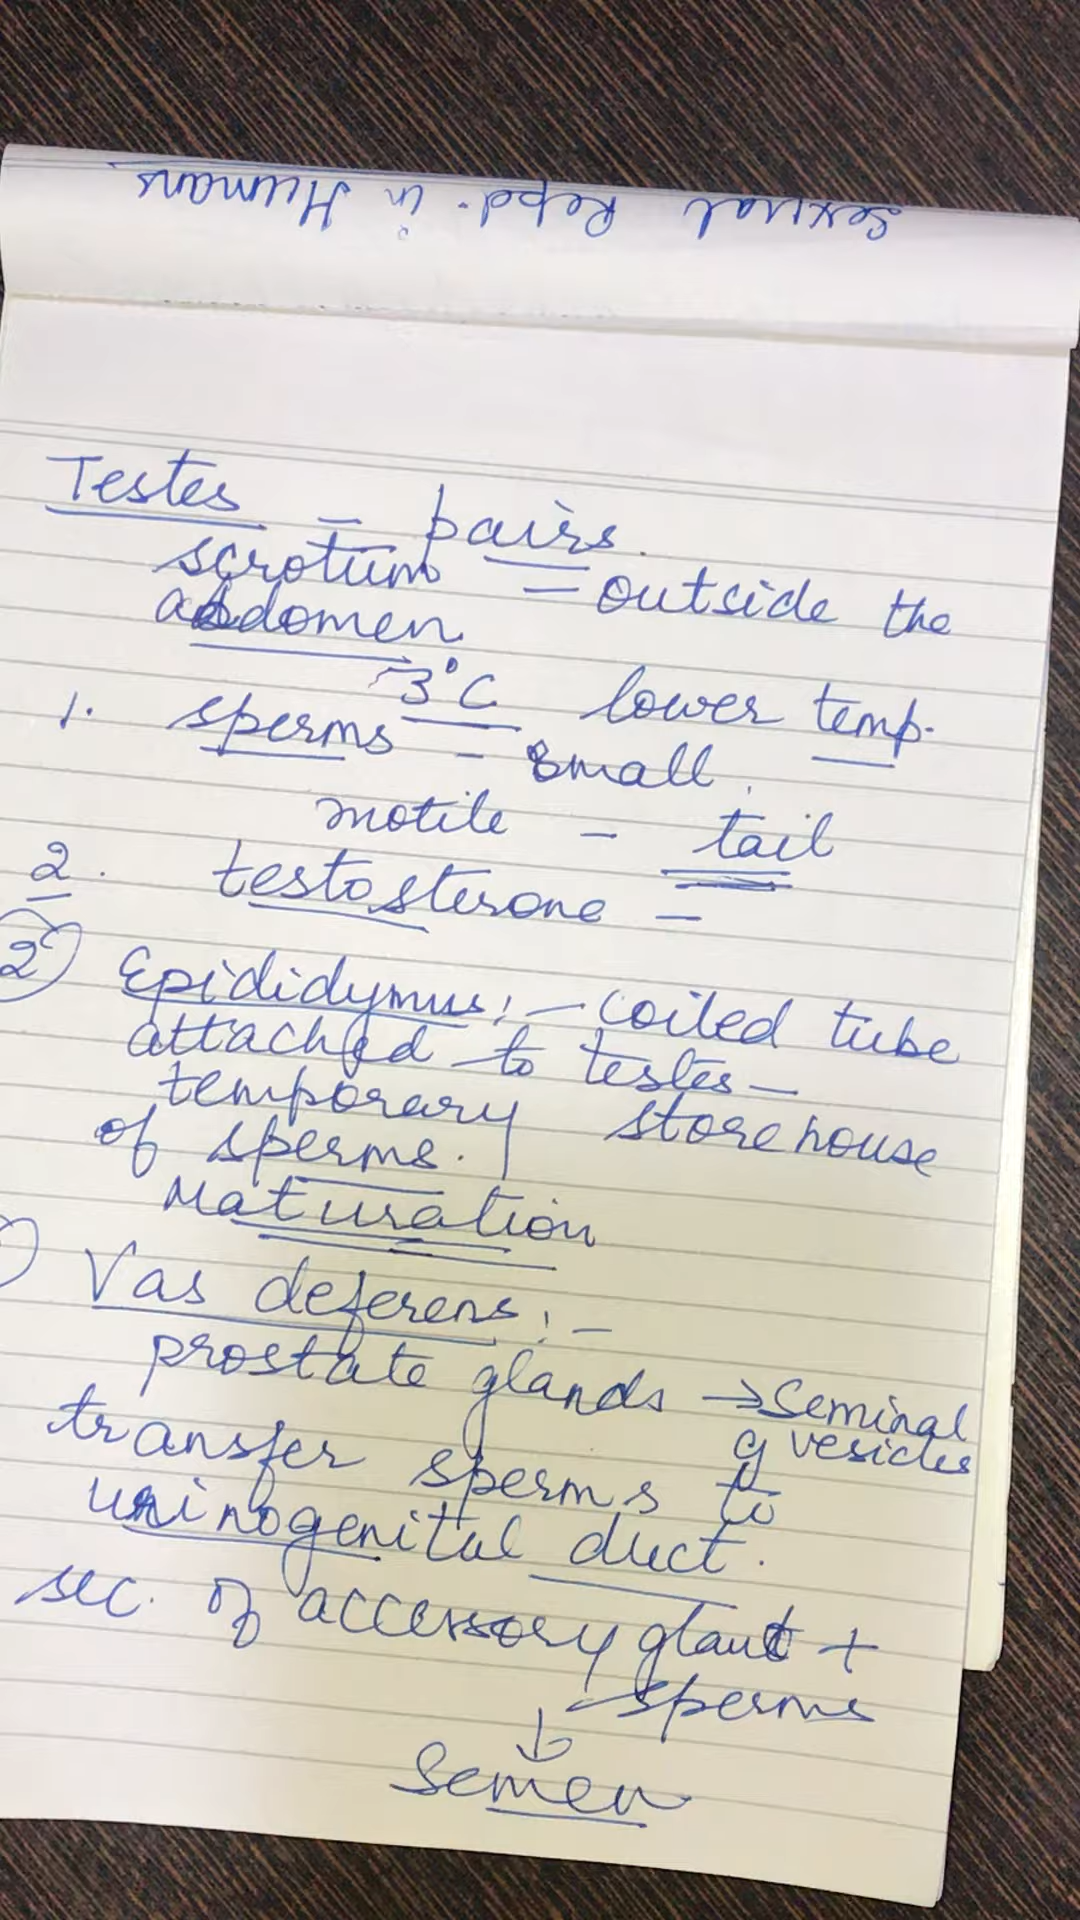 Sexual Repd. in Humans
Testes - pairs.
scrotum = outside the
abdomen
3°C lower temp.
1. sperms - small
motile - tail
2. testosterone -
2 Epididymus :- coiled tube
attached to testes -
temporary storehouse
of sperms.
Maturation
Vas deferens :-
prostate glands → Seminal
vesicles
transfer sperms to
urinogenital duct.
sec. of accessory gland +
sperms
↓
Semen